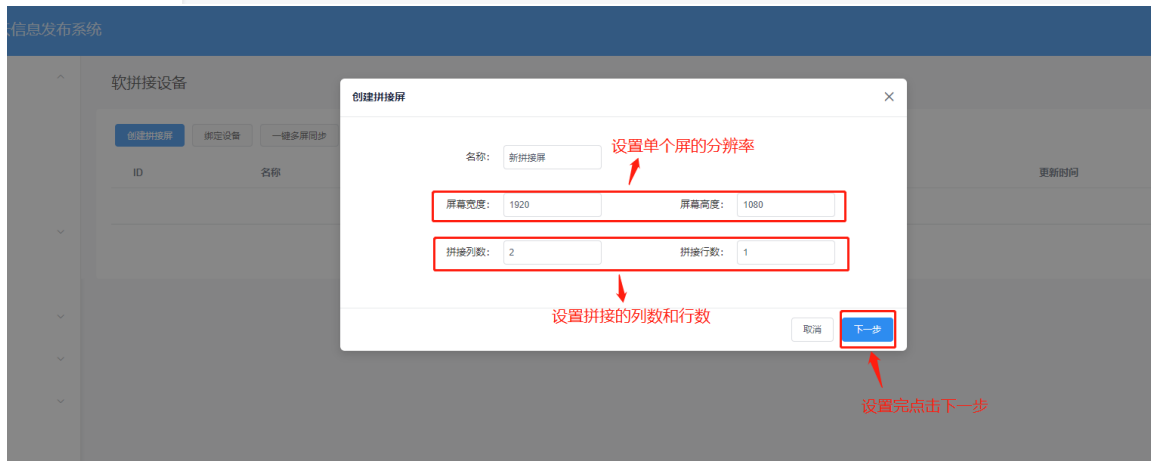 信息发布系统
软拼接设备
创建拼接屏
创建拼接屏 绑定设备 一键多屏同步
设置单个屏的分辨率
名称： 新拼接屏
ID 名称 更新时间
屏幕宽度： 1920 屏幕高度： 1080
拼接列数： 2 拼接行数： 1
设置拼接的列数和行数
取消 下一步
设置完点击下一步